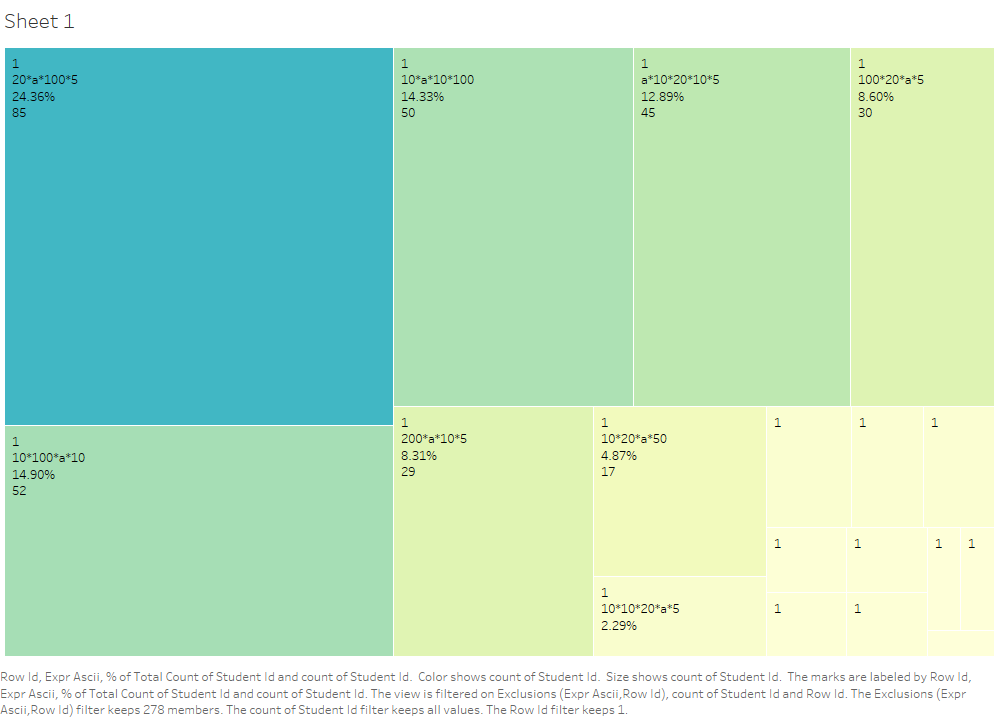 Sheet 1
1
20*a*100*5
24.36%
85
1
10*a*10*100
14.33%
50
1
a*10*20*10*5
12.89%
45
1
100*20*a*5
8.60%
30
1
10*100*a*10
14.90%
52
1
200*a*10*5
8.31%
29
1
10*20*a*50
4.87%
17
1
10*10*20*a*5
2.29%
1
1
1
1
1
1
1
1
1
Row Id, Expr Ascii, % of Total Count of Student Id and count of Student Id.  Color shows count of Student Id.  Size shows count of Student Id.  The marks are labeled by Row Id,
Expr Ascii, % of Total Count of Student Id and count of Student Id. The view is filtered on Exclusions (Expr Ascii,Row Id), count of Student Id and Row Id. The Exclusions (Expr
Ascii,Row Id) filter keeps 278 members. The count of Student Id filter keeps all values. The Row Id filter keeps 1.